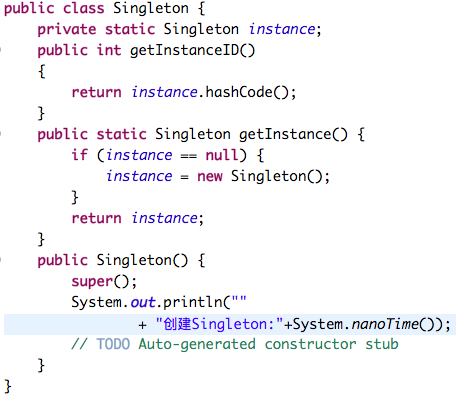 public class Singleton {
    private static Singleton instance;
    public int getInstanceID()
    {
        return instance.hashCode();
    }
    public static Singleton getInstance() {
        if (instance == null) {
            instance = new Singleton();
        }
        return instance;
    }
    public Singleton() {
        super();
        System.out.println(""
                + "创建Singleton:"+System.nanoTime());
        // TODO Auto-generated constructor stub
    }
}